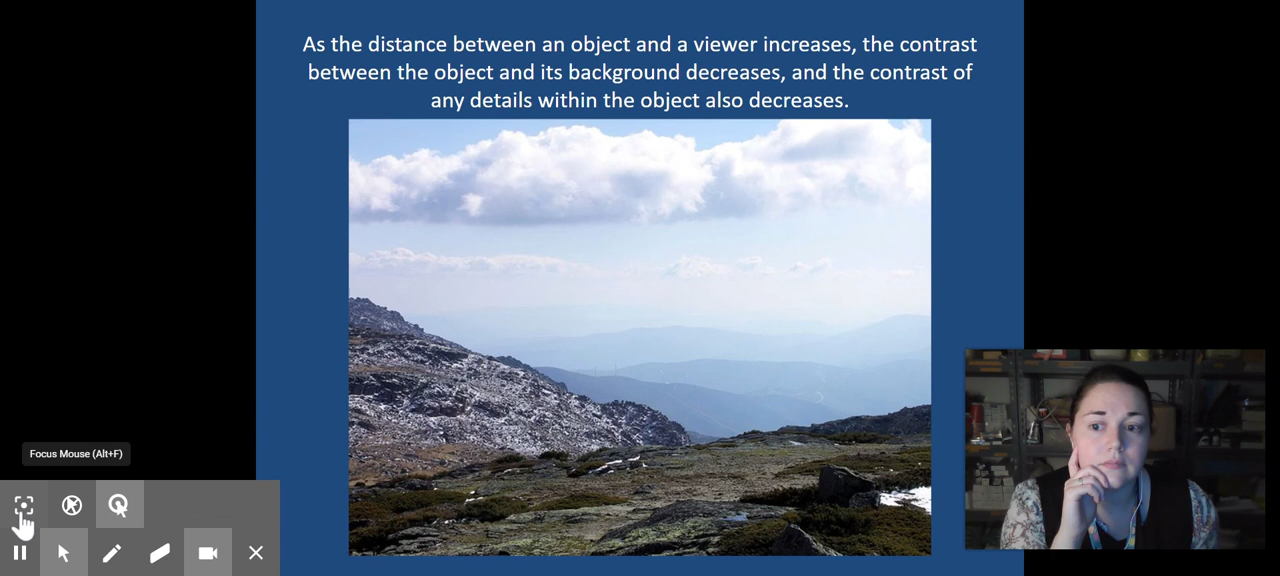 As the distance between an object and a viewer increases, the contrast
between the object and its background decreases, and the contrast of
any details within the object also decreases.
Focus Mouse (Alt+F)